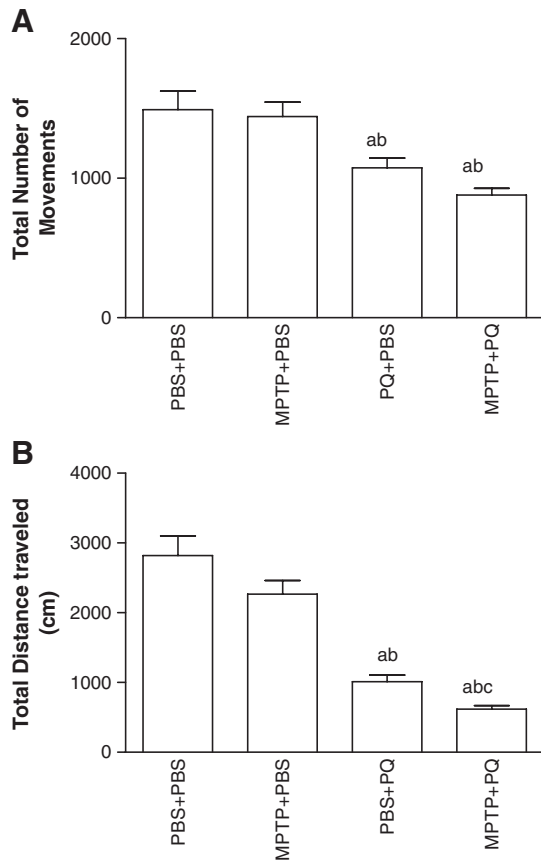 A
Total Number of
Movements
2000
1000
0
ab
ab
PBS+PBS
MPTP+PBS
PQ+PBS
MPTP+PQ
B
Total Distance traveled
(cm)
4000
3000
2000
1000
0
ab
abc
PBS+PBS
MPTP+PBS
PBS+PQ
MPTP+PQ